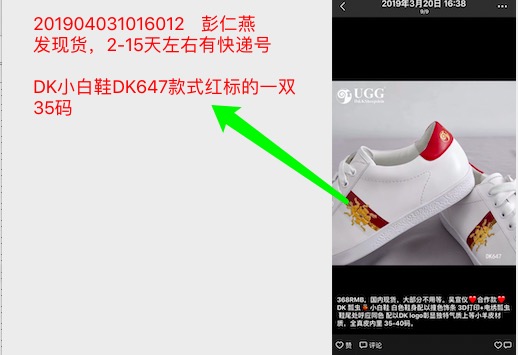 201904031016012 彭仁燕
发现货，2-15天左右有快递号
DK小白鞋DK647款式红标的一双
35码
2019年3月20日 16:38
9/9
UGG
DK647
368RMB，国内现货，大部分不用等。吴宣仪❤️合作款❤️
DK 瓢虫🐞小白鞋 白色鞋身配以撞色饰条 3D打印+电绣瓢虫
鞋尾处呼应同色 配以DK logo彰显独特气质上等小羊皮材
质，全真皮内里 35-40码。
赞 评论